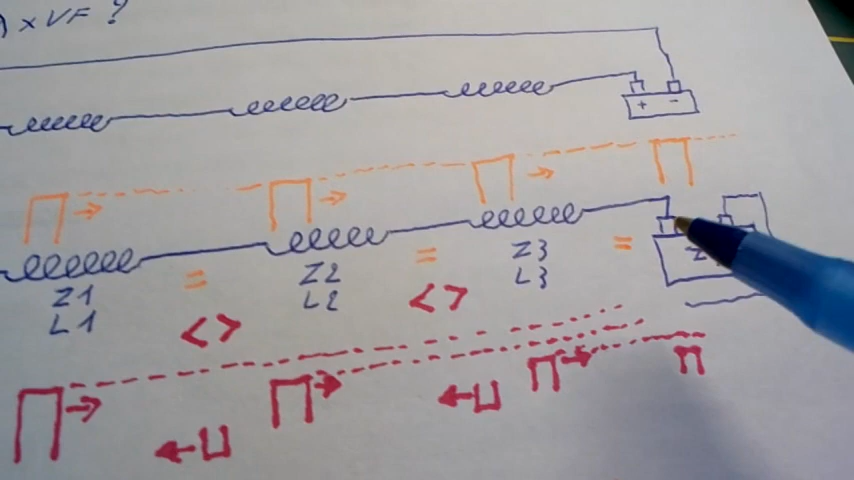 ) x VF ?
+ -
= = Z3 =
Z1 Z2 L3
L1 <> L2 <>